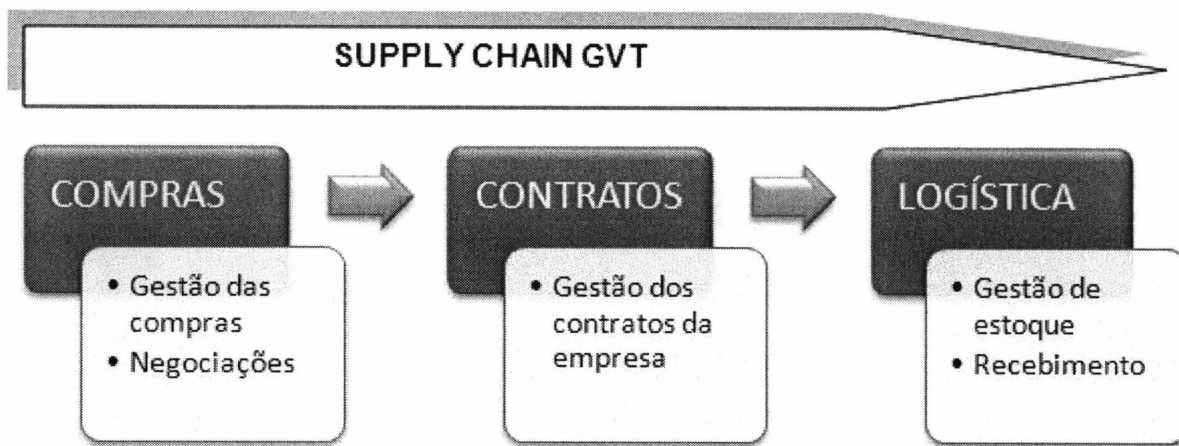 SUPPLY CHAIN GVT
COMPRAS
• Gestão das
compras
• Negociações
CONTRATOS
• Gestão dos
contratos da
empresa
LOGÍSTICA
• Gestão de
estoque
• Recebimento